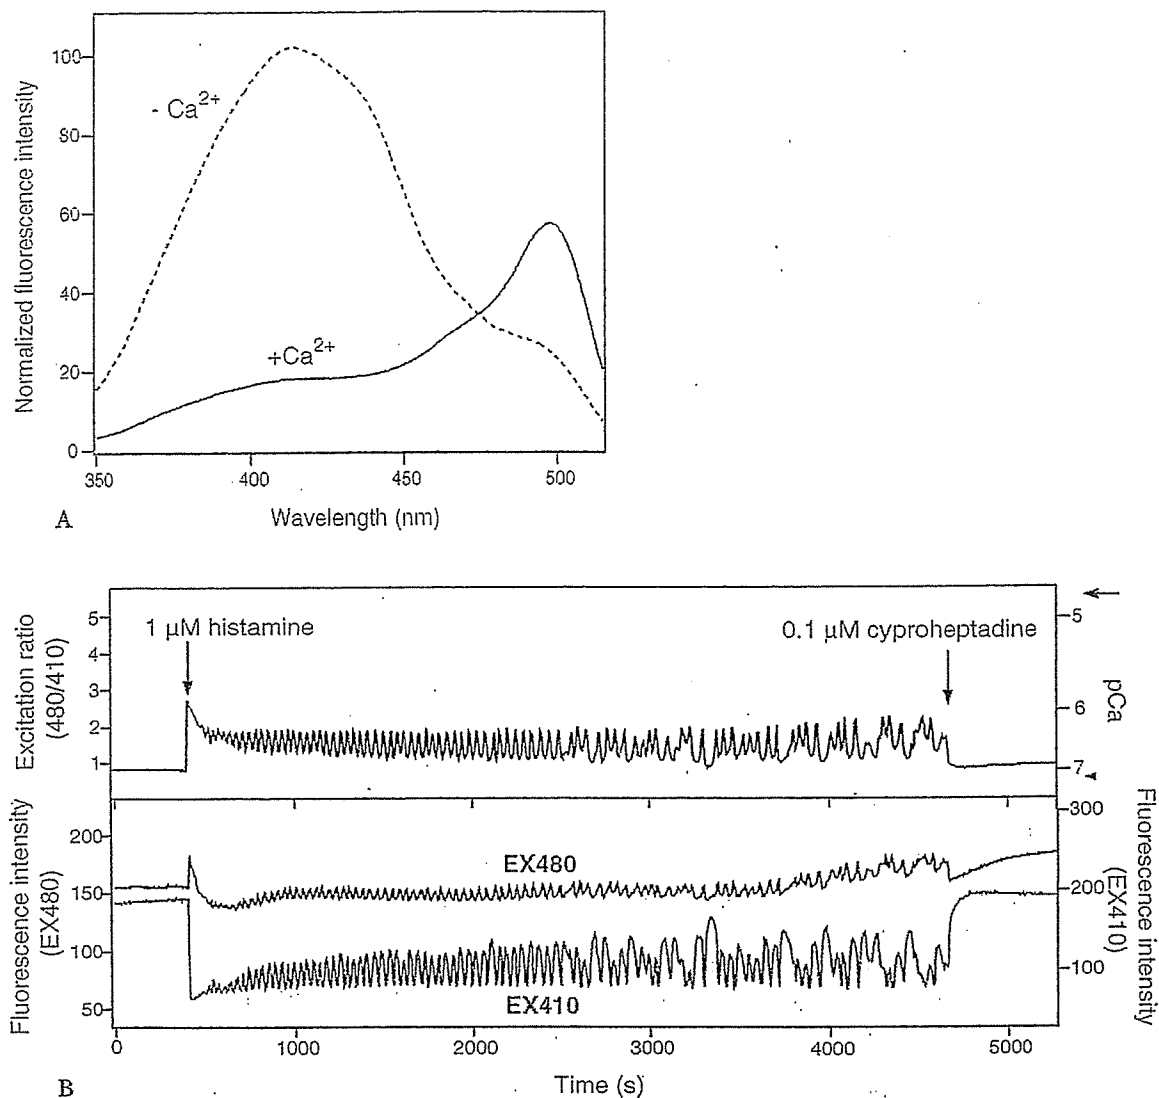 Normalized fluorescence intensity
100
80
60
40
20
0
- Ca2+
+Ca2+
350
400
450
500
Wavelength (nm)
A
Excitation ratio
(480/410)
5
4
3
2
1
1 µM histamine
0.1 µM cyproheptadine
5
6
7
pCa
Fluorescence intensity
(EX480)
200
150
100
50
EX480
EX410
300
200
100
Fluorescence intensity
(EX410)
0
1000
2000
3000
4000
5000
Time (s)
B